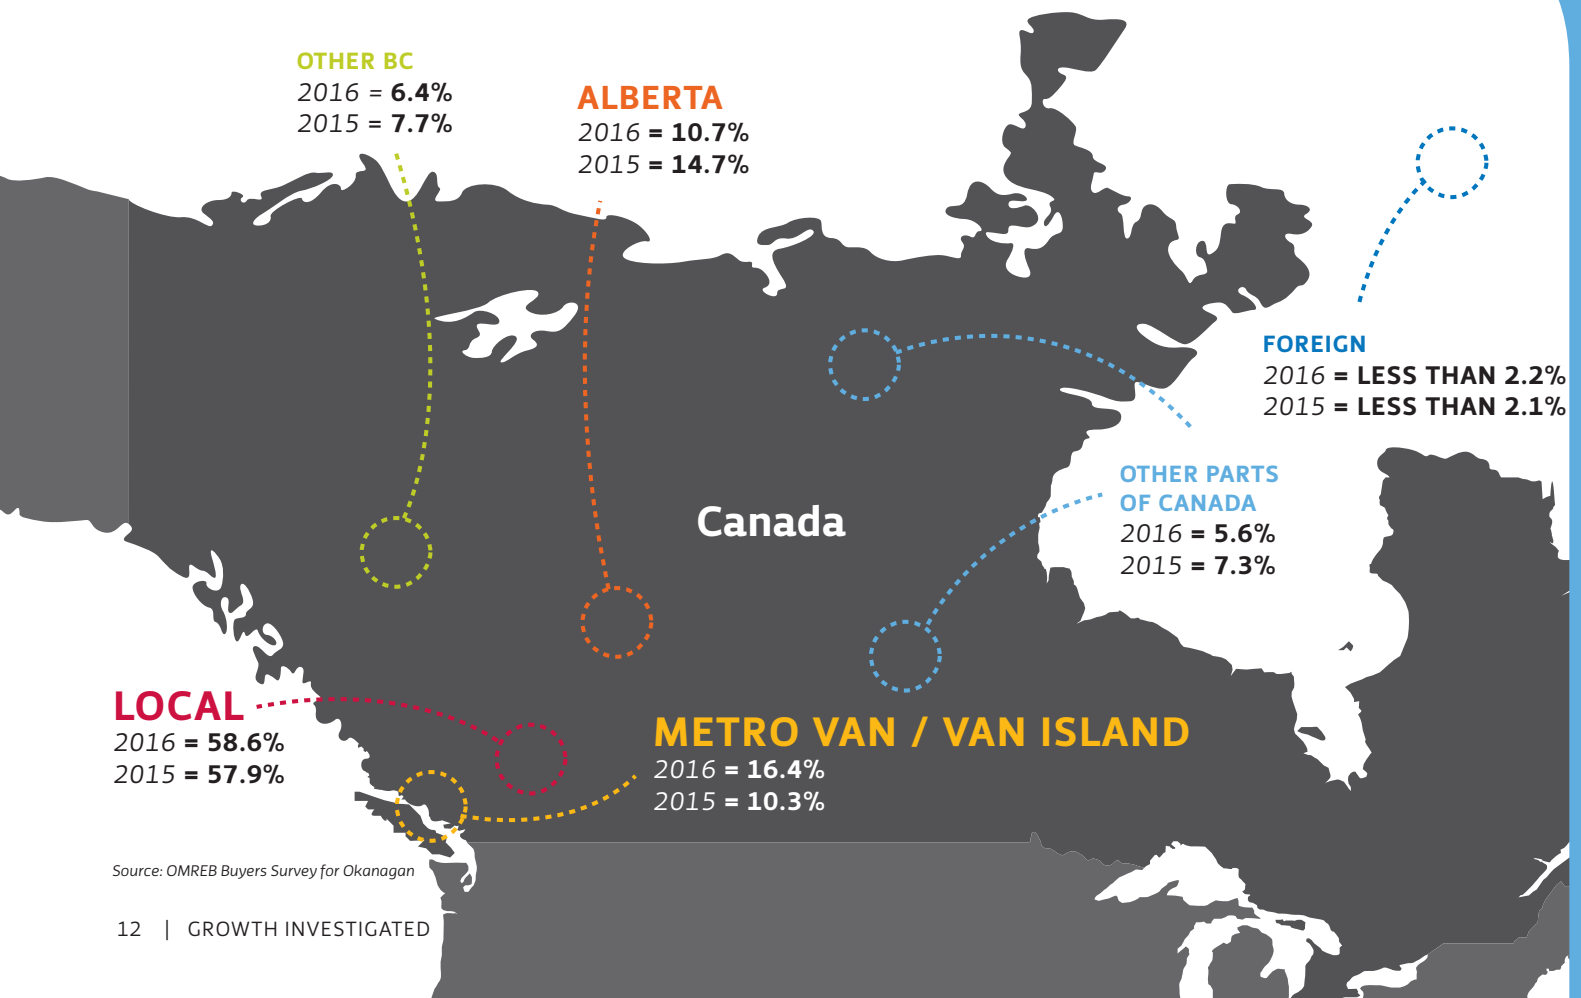 OTHER BC
2016 = 6.4%
2015 = 7.7%
ALBERTA
2016 = 10.7%
2015 = 14.7%
FOREIGN
2016 = LESS THAN 2.2%
2015 = LESS THAN 2.1%
OTHER PARTS
OF CANADA
2016 = 5.6%
2015 = 7.3%
Canada
LOCAL
2016 = 58.6%
2015 = 57.9%
METRO VAN / VAN ISLAND
2016 = 16.4%
2015 = 10.3%
Source: OMREB Buyers Survey for Okanagan
12 | GROWTH INVESTIGATED